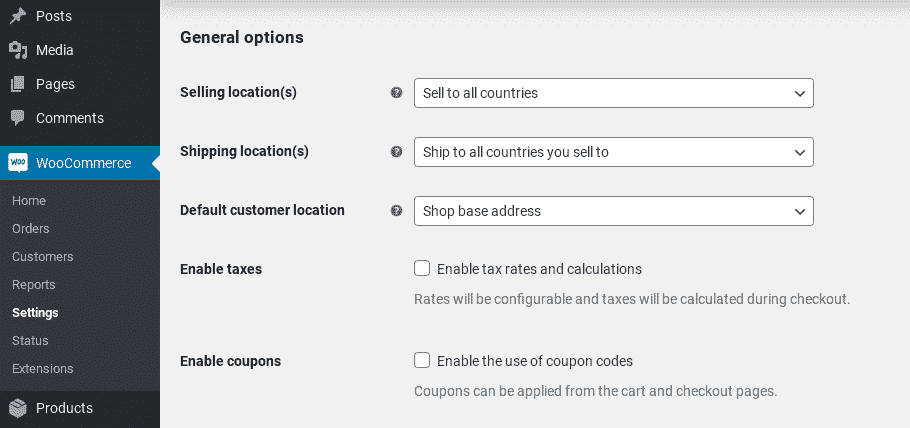 Posts
Media
Pages
Comments
WOO WooCommerce
Home
Orders
Customers
Reports
Settings
Status
Extensions
Products
General options
Selling location(s) ? Sell to all countries
Shipping location(s) ? Ship to all countries you sell to
Default customer location ? Shop base address
Enable taxes Enable tax rates and calculations
Rates will be configurable and taxes will be calculated during checkout.
Enable coupons Enable the use of coupon codes
Coupons can be applied from the cart and checkout pages.